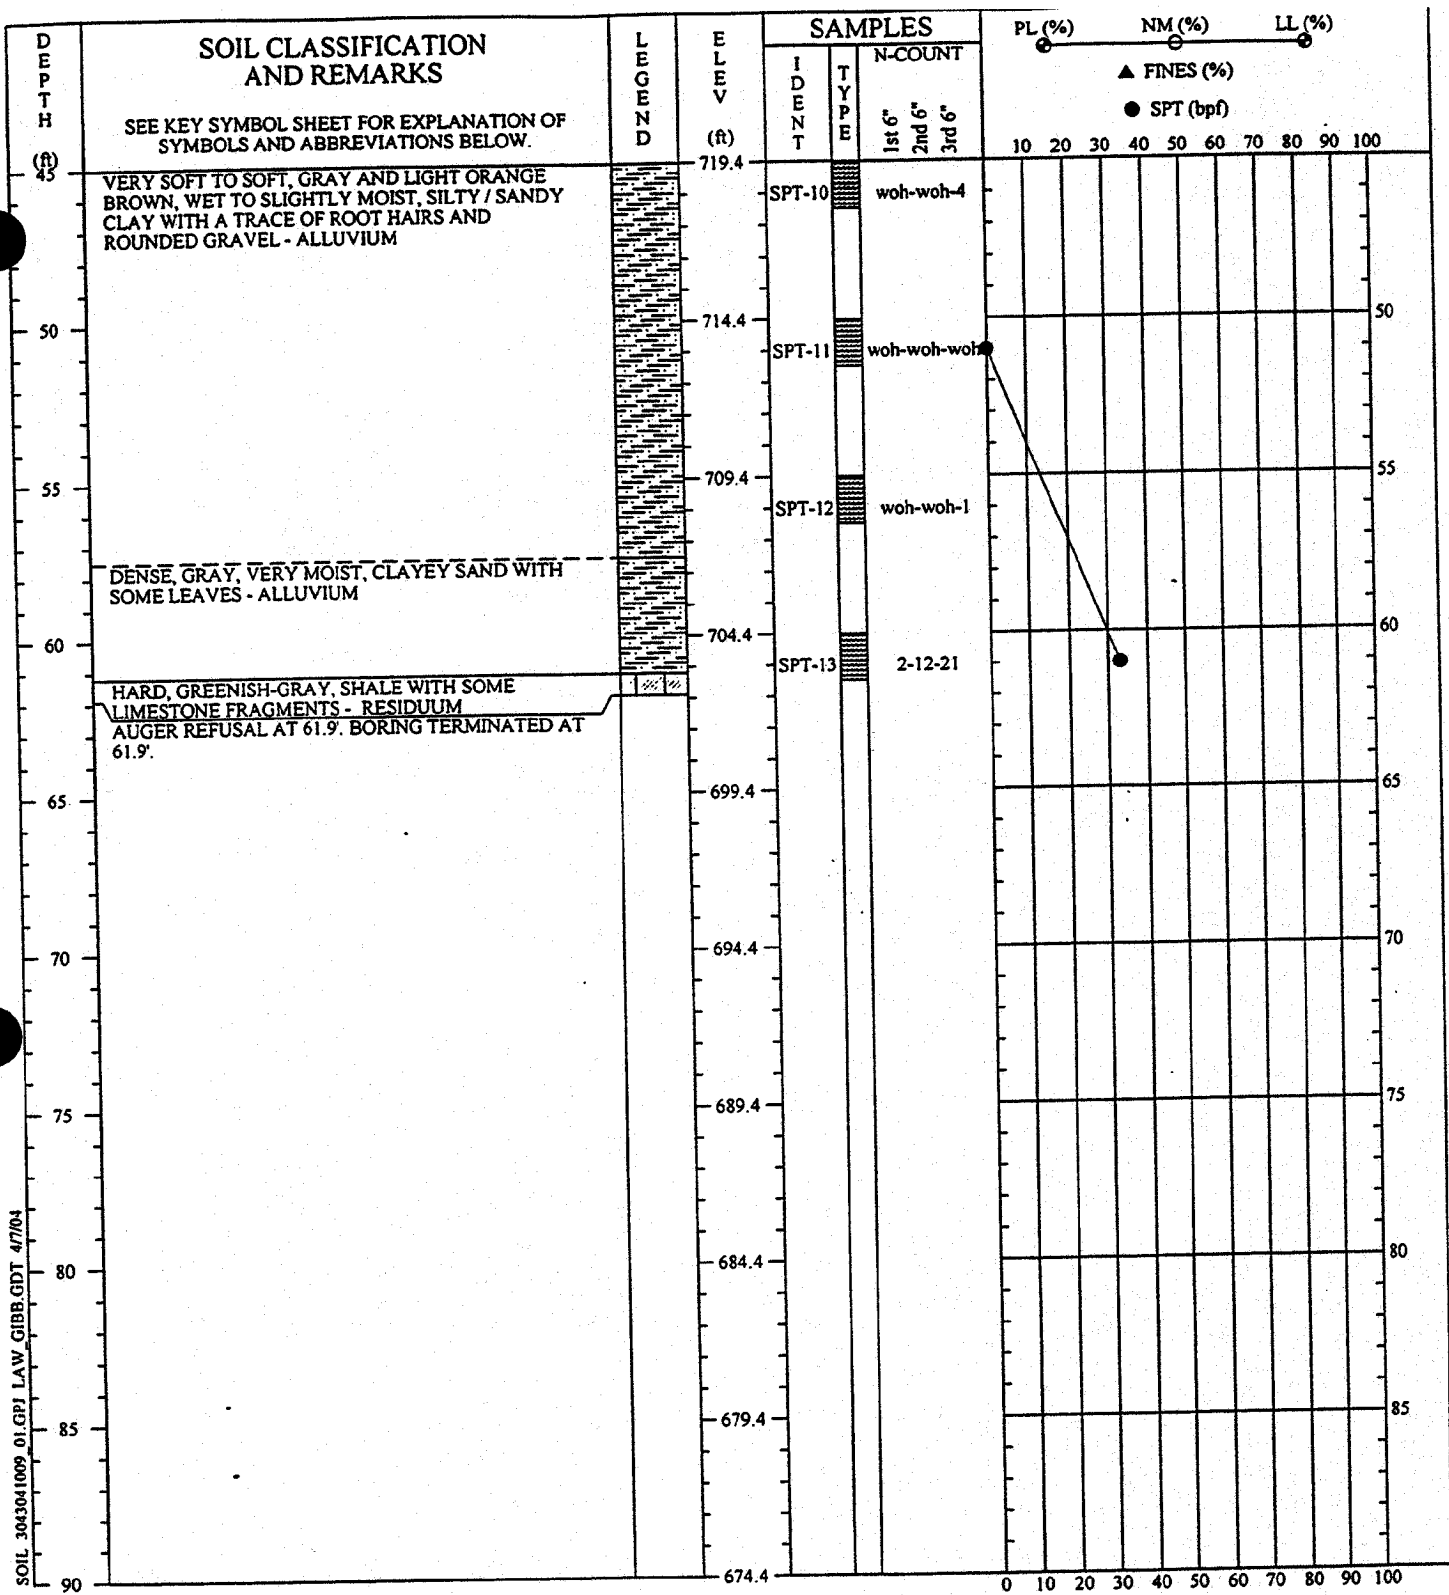 DEPTH (ft)
SOIL CLASSIFICATION
AND REMARKS
SEE KEY SYMBOL SHEET FOR EXPLANATION OF
SYMBOLS AND ABBREVIATIONS BELOW.
LEGEND
ELEV (ft)
SAMPLES
IDENT
TYPE
N-COUNT
1st 6"
2nd 6"
3rd 6"
PL (%) NM (%) LL (%)
▲ FINES (%)
● SPT (bpf)
10 20 30 40 50 60 70 80 90 100
45
VERY SOFT TO SOFT, GRAY AND LIGHT ORANGE
BROWN, WET TO SLIGHTLY MOIST, SILTY / SANDY
CLAY WITH A TRACE OF ROOT HAIRS AND
ROUNDED GRAVEL - ALLUVIUM
719.4
SPT-10 woh-woh-4
50 714.4 50
SPT-11 woh-woh-woh
55 709.4 55
SPT-12 woh-woh-1
DENSE, GRAY, VERY MOIST, CLAYEY SAND WITH
SOME LEAVES - ALLUVIUM
60 704.4 60
SPT-13 2-12-21
HARD, GREENISH-GRAY, SHALE WITH SOME
LIMESTONE FRAGMENTS - RESIDUUM
AUGER REFUSAL AT 61.9'. BORING TERMINATED AT
61.9'.
65 699.4 65
70 694.4 70
75 689.4 75
80 684.4 80
85 679.4 85
90 674.4
0 10 20 30 40 50 60 70 80 90 100
SOIL 3043041009_01.GPJ LAW_GIBB.GDT 4/7/04